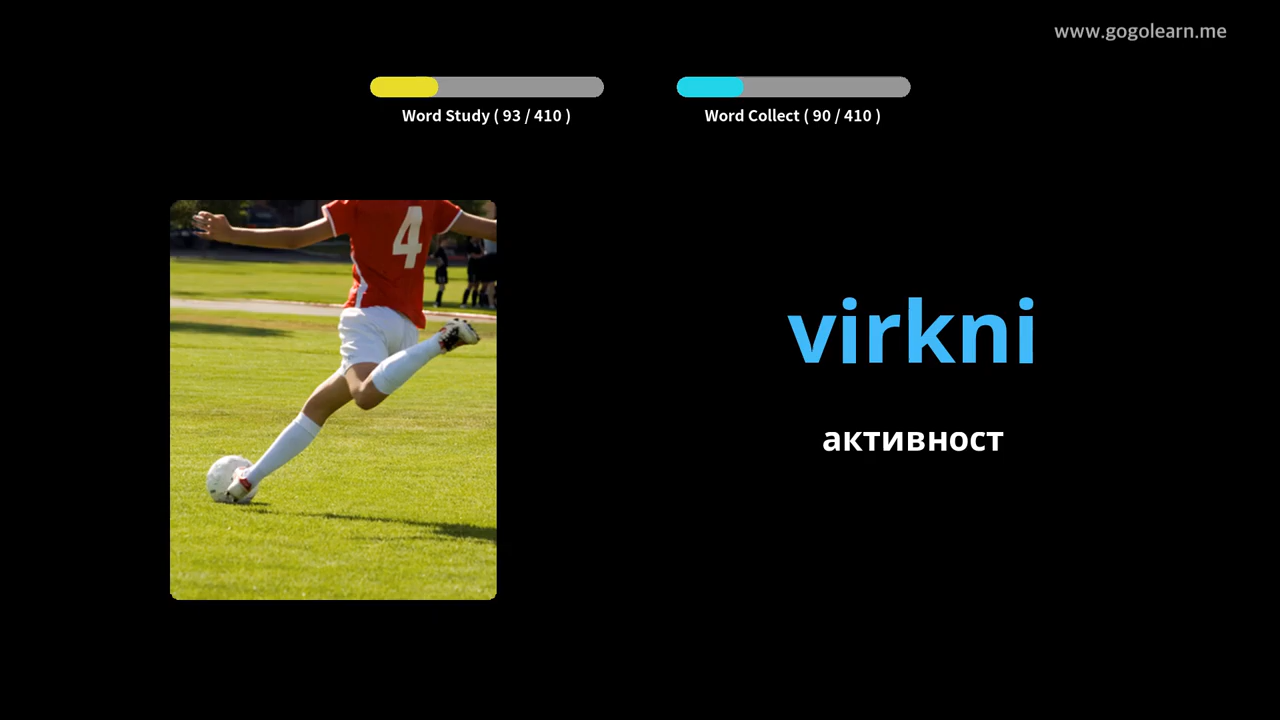 www.gogolearn.me
Word Study ( 93 / 410 )
Word Collect ( 90 / 410 )
4
virkni
активност